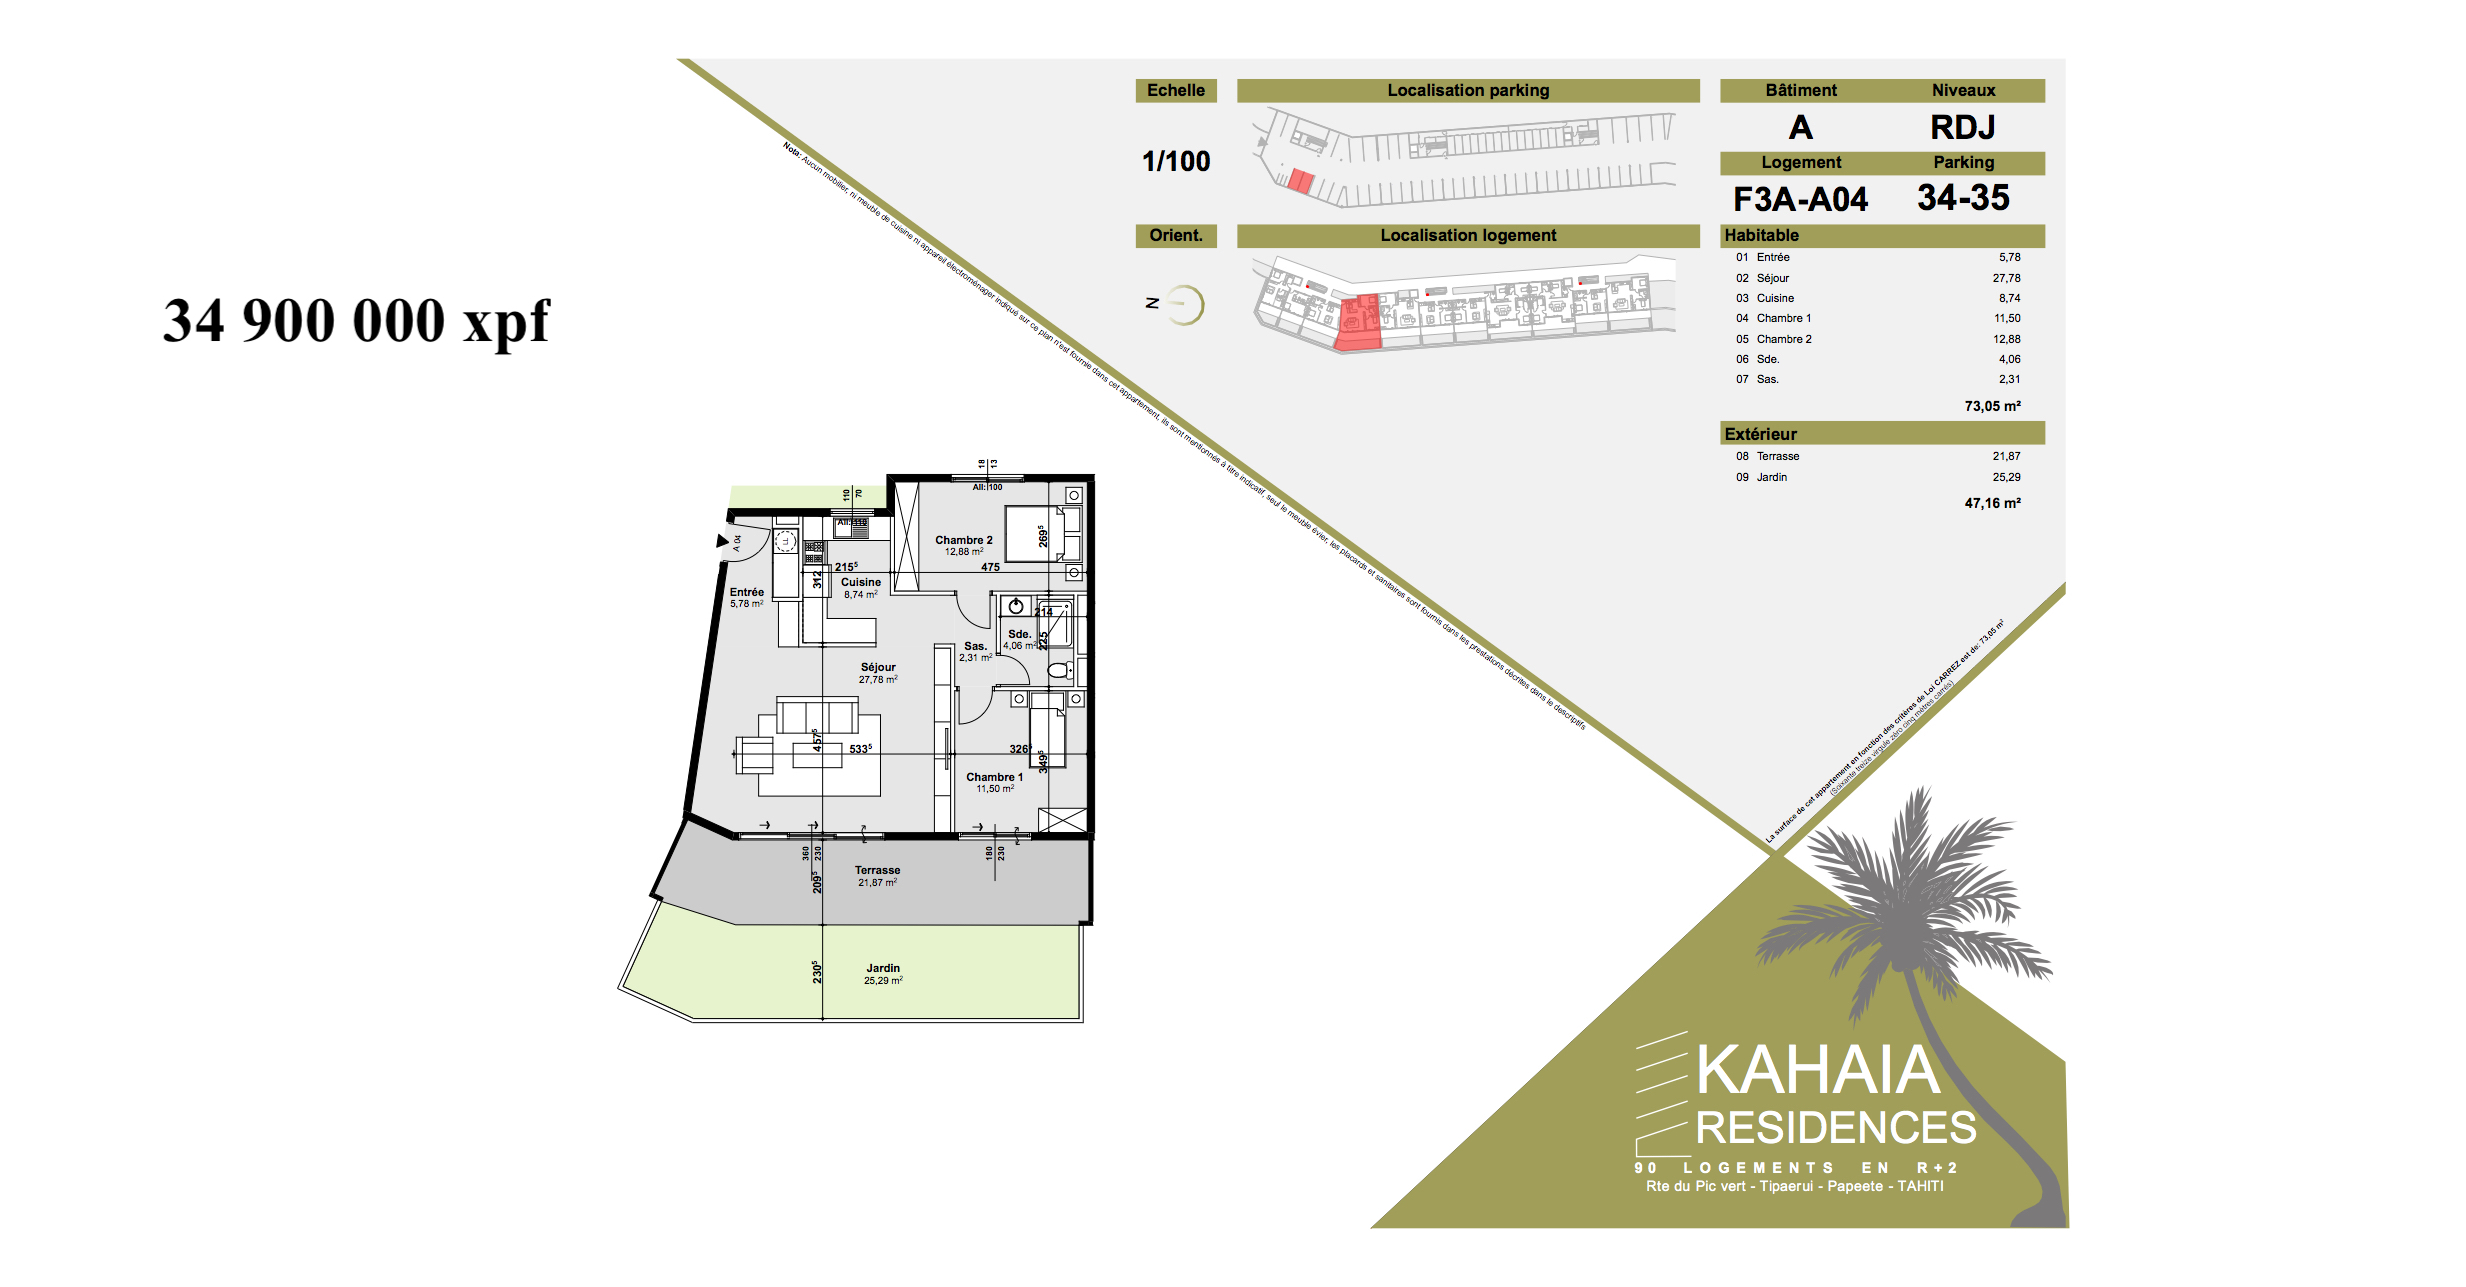 34 900 000 xpf
Echelle
1/100
Orient.
N
Localisation parking
Localisation logement
Bâtiment Niveaux
A RDJ
Logement Parking
F3A-A04 34-35
Habitable
01 Entrée 5,78
02 Séjour 27,78
03 Cuisine 8,74
04 Chambre 1 11,50
05 Chambre 2 12,88
06 Sde. 4,06
07 Sas. 2,31
73,05 m²
Extérieur
08 Terrasse 21,87
09 Jardin 25,29
47,16 m²
Nota: Aucun mobilier, ni meuble de cuisine ni appareil électroménager indiqué sur ce plan n'est fournie dans cet appartement, ils sont mentionnés à titre indicatif, seul le meuble évier, les placards et sanitaires sont fournis dans les prestations décrites dans le descriptifs
La surface de cet appartement en fonction des critères de Loi CARREZ est de: 73,05 m²
(Soixante treize virgule zéro cinq mètres carrés)
18
13
All: 100
110
70
All: 110
A 04
LL
Chambre 2
12,88 m²
269⁵
475
215⁵
312
Cuisine
8,74 m²
Entrée
5,78 m²
214
Sde.
4,06 m²
225
Sas.
2,31 m²
Séjour
27,78 m²
457⁵
533⁵
326⁵
349⁵
Chambre 1
11,50 m²
360
230
180
230
Terrasse
21,87 m²
209⁵
Jardin
25,29 m²
230⁵
KAHAIA
RESIDENCES
90 LOGEMENTS EN R+2
Rte du Pic vert - Tipaerui - Papeete - TAHITI